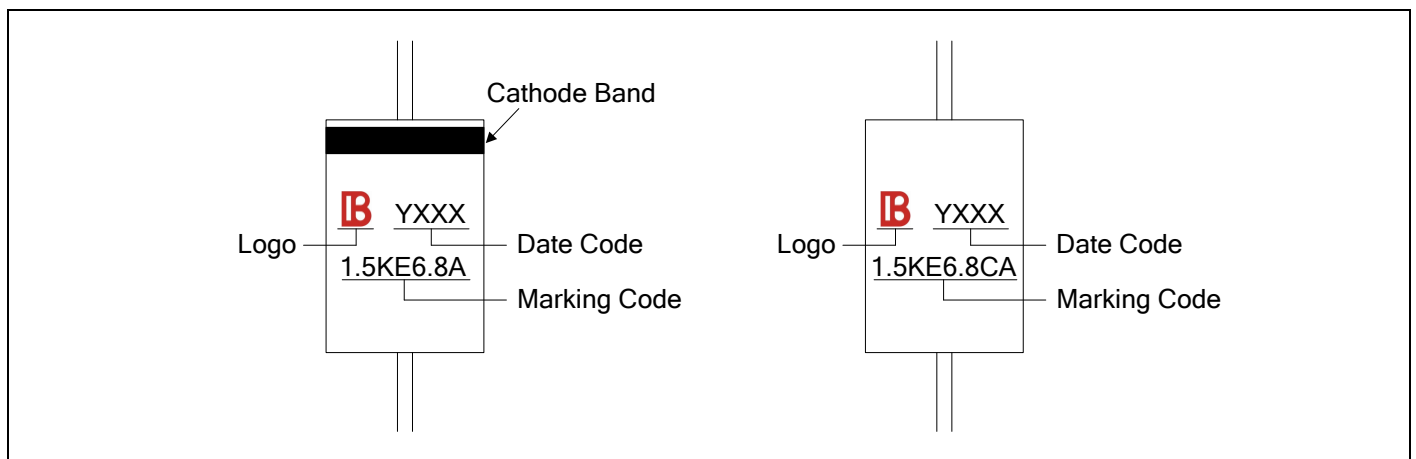 Cathode Band
B YXXX
Logo Date Code
1.5KE6.8A
Marking Code
B YXXX
Logo Date Code
1.5KE6.8CA
Marking Code